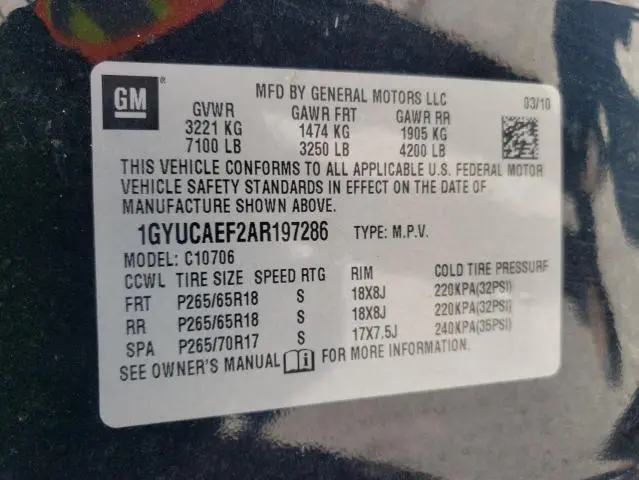 GM ®
MFD BY GENERAL MOTORS LLC 03/10
GVWR GAWR FRT GAWR RR
3221 KG 1474 KG 1905 KG
7100 LB 3250 LB 4200 LB
THIS VEHICLE CONFORMS TO ALL APPLICABLE U.S. FEDERAL MOTOR
VEHICLE SAFETY STANDARDS IN EFFECT ON THE DATE OF
MANUFACTURE SHOWN ABOVE.
1GYUCAEF2AR197286 TYPE: M.P.V.
MODEL: C10706
CCWL TIRE SIZE SPEED RTG RIM COLD TIRE PRESSURE
FRT P265/65R18 S 18X8J 220KPA(32PSI)
RR P265/65R18 S 18X8J 220KPA(32PSI)
SPA P265/70R17 S 17X7.5J 240KPA(35PSI)
SEE OWNER'S MANUAL i FOR MORE INFORMATION.